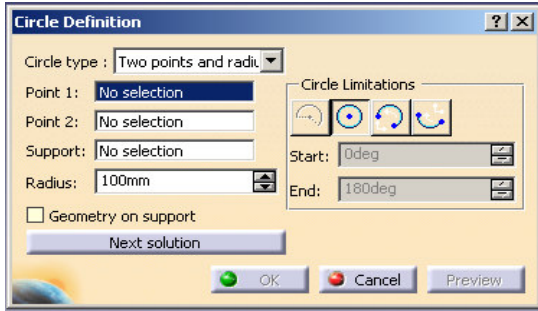 Circle Definition
Circle type : Two points and radiu
Point 1: No selection
Point 2: No selection
Support: No selection
Radius: 100mm
Geometry on support
Next solution
Circle Limitations
Start: 0deg
End: 180deg
OK Cancel Preview